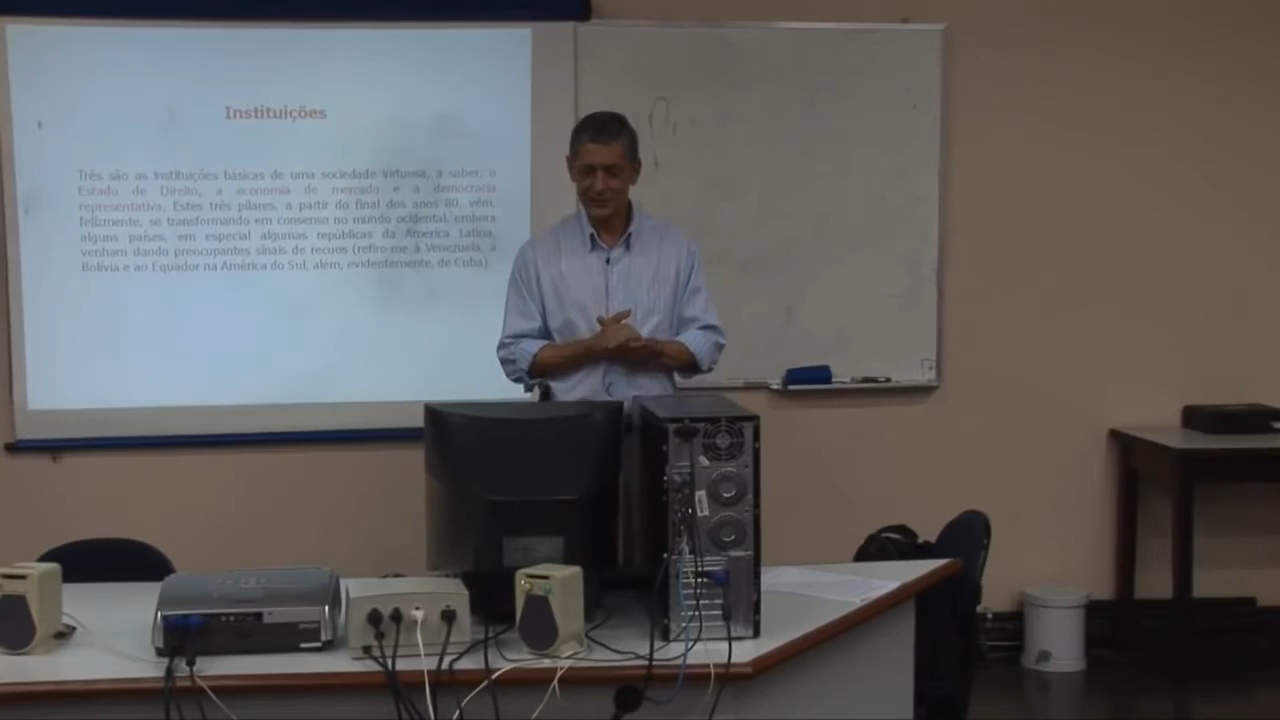 Instituições
Três são as instituições básicas de uma sociedade virtuosa, a saber: o
Estado de Direito, a economia de mercado e a democracia
representativa. Estes três pilares, a partir do final dos anos 80, vêm,
felizmente, se transformando em consenso no mundo ocidental, embora
alguns países, em especial algumas repúblicas da América Latina,
venham dando preocupantes sinais de recuos (refiro-me à Venezuela, à
Bolívia e ao Equador na América do Sul, além, evidentemente, de Cuba)